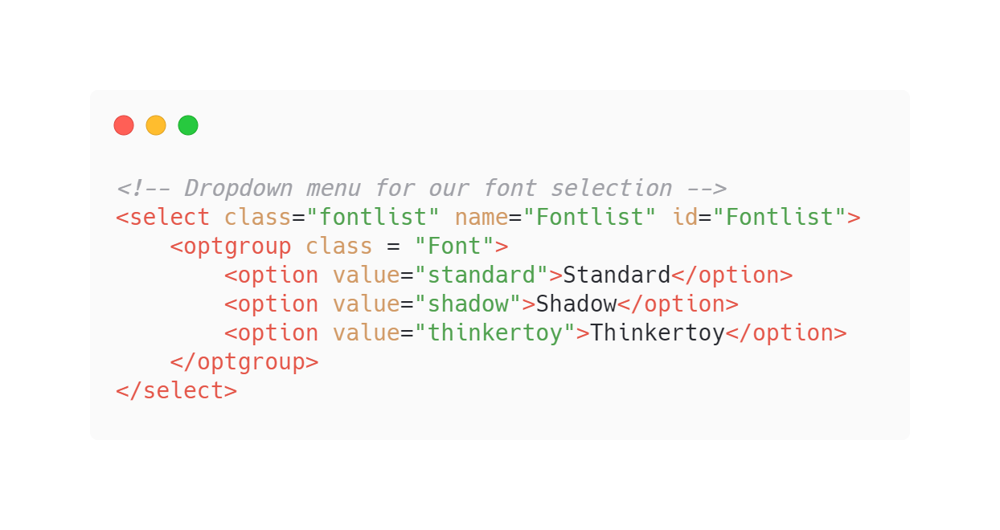 <!-- Dropdown menu for our font selection -->
<select class="fontlist" name="Fontlist" id="Fontlist">
    <optgroup class = "Font">
        <option value="standard">Standard</option>
        <option value="shadow">Shadow</option>
        <option value="thinkertoy">Thinkertoy</option>
    </optgroup>
</select>